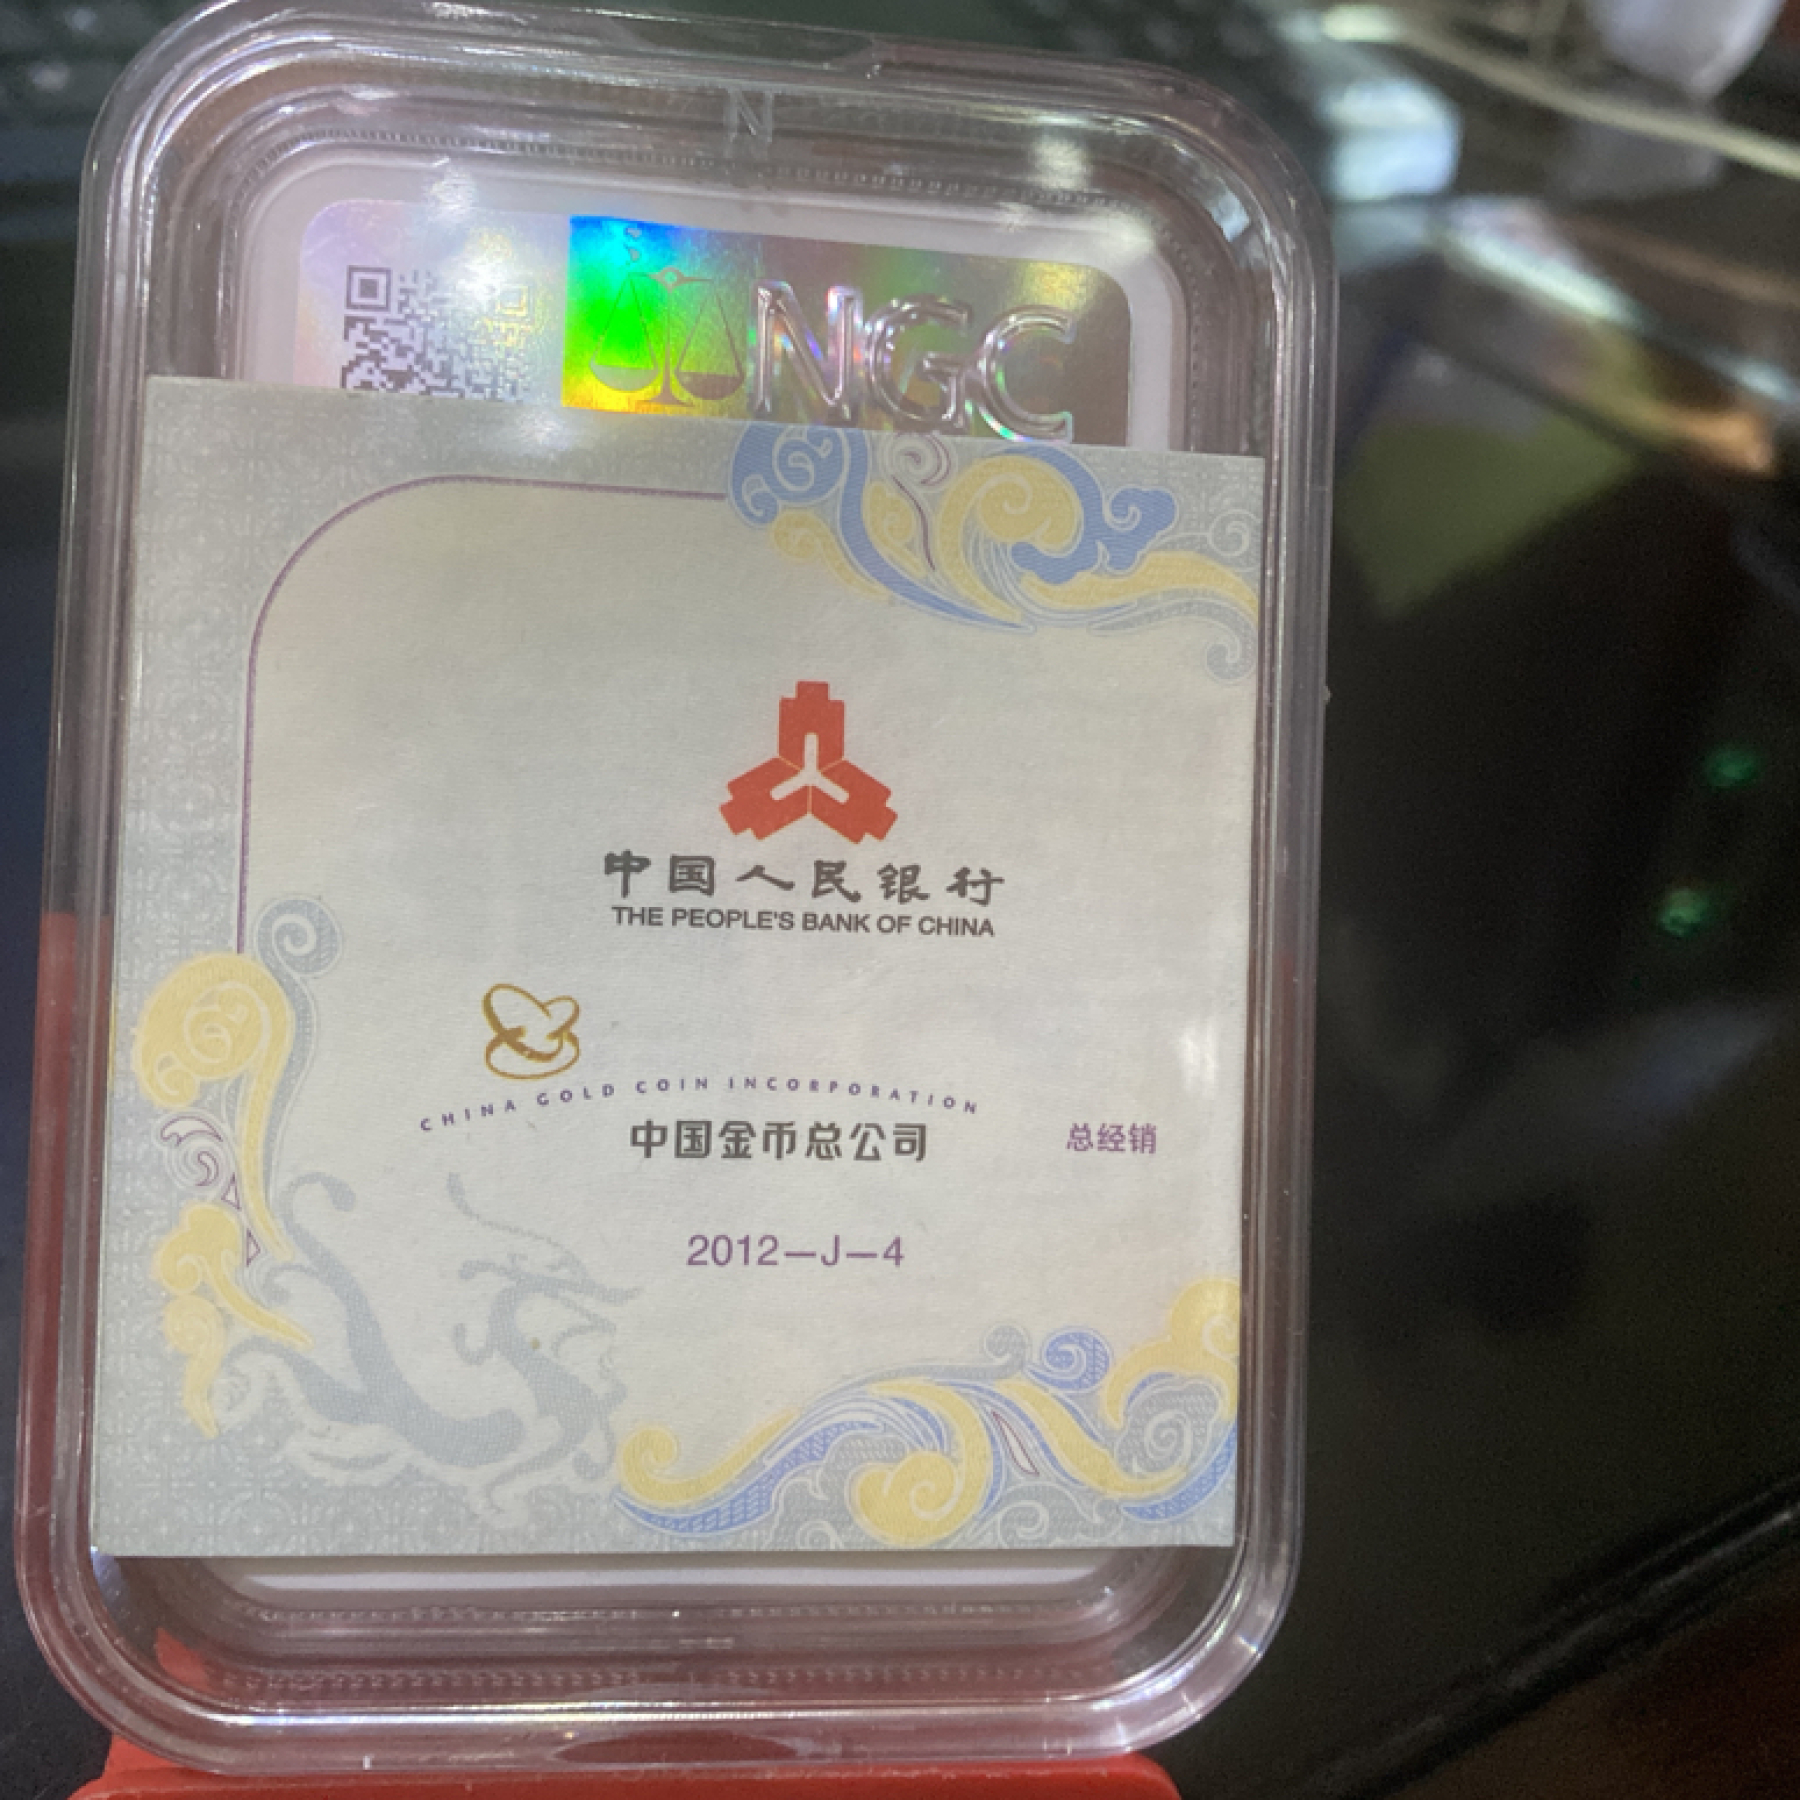 NGC
中国人民银行
THE PEOPLE'S BANK OF CHINA
CHINA GOLD COIN INCORPORATION
中国金币总公司 总经销
2012—J—4